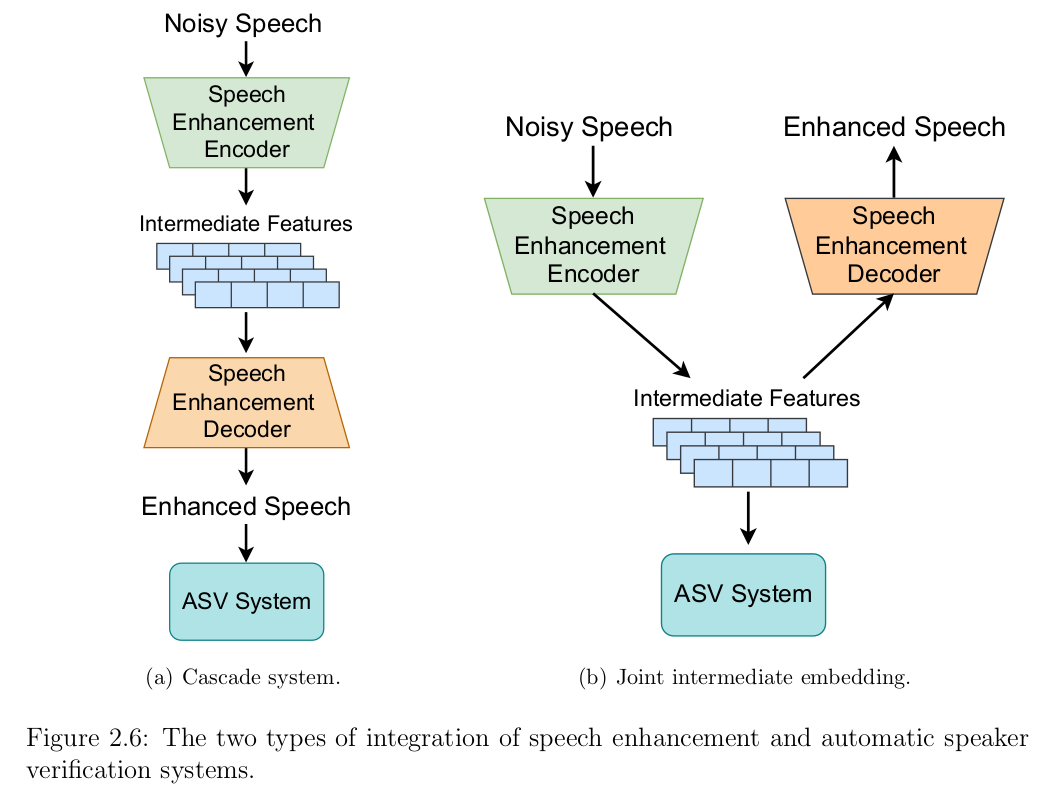 Noisy Speech
Speech
Enhancement
Encoder
Intermediate Features
Speech
Enhancement
Decoder
Enhanced Speech
ASV System
(a) Cascade system.
Noisy Speech
Speech
Enhancement
Encoder
Enhanced Speech
Speech
Enhancement
Decoder
Intermediate Features
ASV System
(b) Joint intermediate embedding.
Figure 2.6: The two types of integration of speech enhancement and automatic speaker
verification systems.